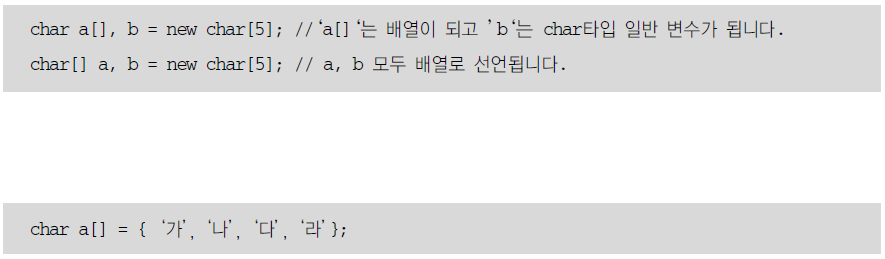 char a[], b = new char[5]; //‘a[]‘는 배열이 되고 ’b‘는 char타입 일반 변수가 됩니다.
char[] a, b = new char[5]; // a, b 모두 배열로 선언됩니다.
char a[] = { ‘가’, ‘나’, ‘다’, ‘라’};